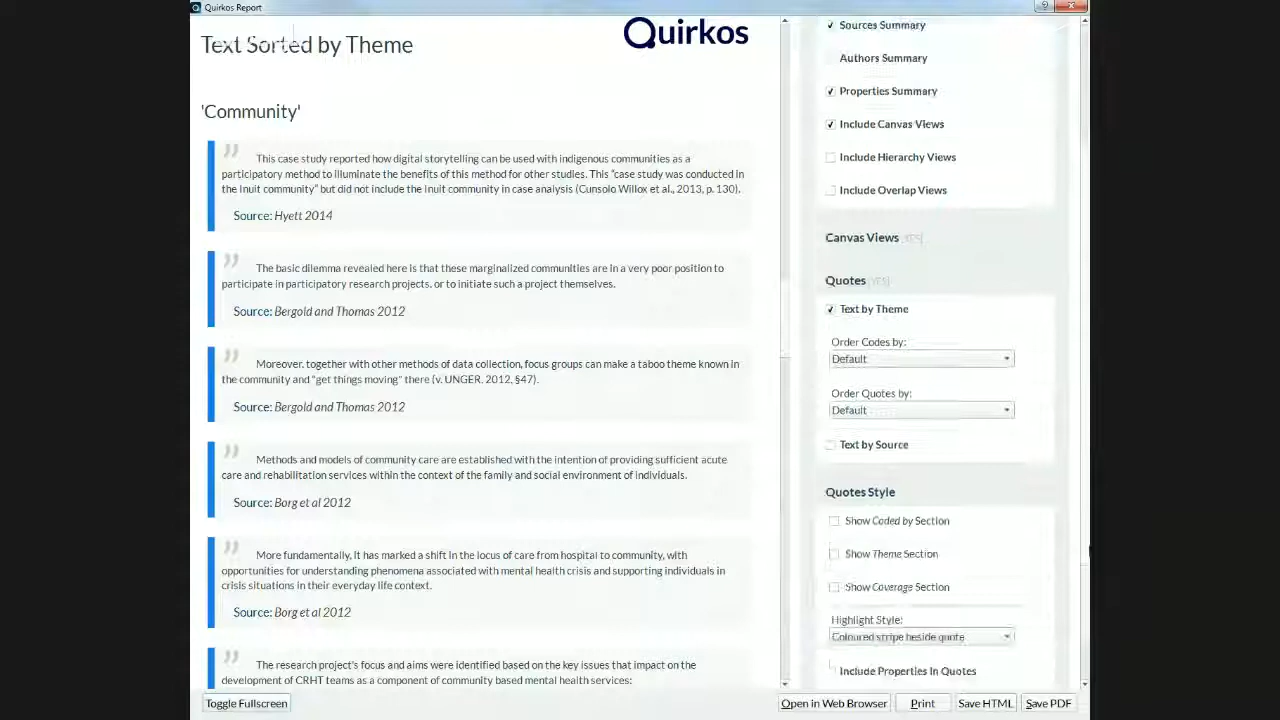 Quirkos Report
Text Sorted by Theme
Quirkos
'Community'
This case study reported how digital storytelling can be used with indigenous communities as a
participatory method to illuminate the benefits of this method for other studies. This "case study was conducted in
the Inuit community" but did not include the Inuit community in case analysis (Cunsolo Willox et al., 2013, p. 130).
Source: Hyett 2014
The basic dilemma revealed here is that these marginalized communities are in a very poor position to
participate in participatory research projects, or to initiate such a project themselves.
Source: Bergold and Thomas 2012
Moreover, together with other methods of data collection, focus groups can make a taboo theme known in
the community and "get things moving" there (v. UNGER, 2012, §47).
Source: Bergold and Thomas 2012
Methods and models of community care are established with the intention of providing sufficient acute
care and rehabilitation services within the context of the family and social environment of individuals.
Source: Borg et al 2012
More fundamentally, it has marked a shift in the locus of care from hospital to community, with
opportunities for understanding phenomena associated with mental health crisis and supporting individuals in
crisis situations in their everyday life context.
Source: Borg et al 2012
The research project's focus and aims were identified based on the key issues that impact on the
development of CRHT teams as a component of community based mental health services:
Sources Summary
Authors Summary
Properties Summary
Include Canvas Views
Include Hierarchy Views
Include Overlap Views
Canvas Views [YES]
Quotes [YES]
Text by Theme
Order Codes by:
Default
Order Quotes by:
Default
Text by Source
Quotes Style
Show Coded by Section
Show Theme Section
Show Coverage Section
Highlight Style:
Coloured stripe beside quote
Include Properties In Quotes
Toggle Fullscreen
Open in Web Browser
Print
Save HTML
Save PDF